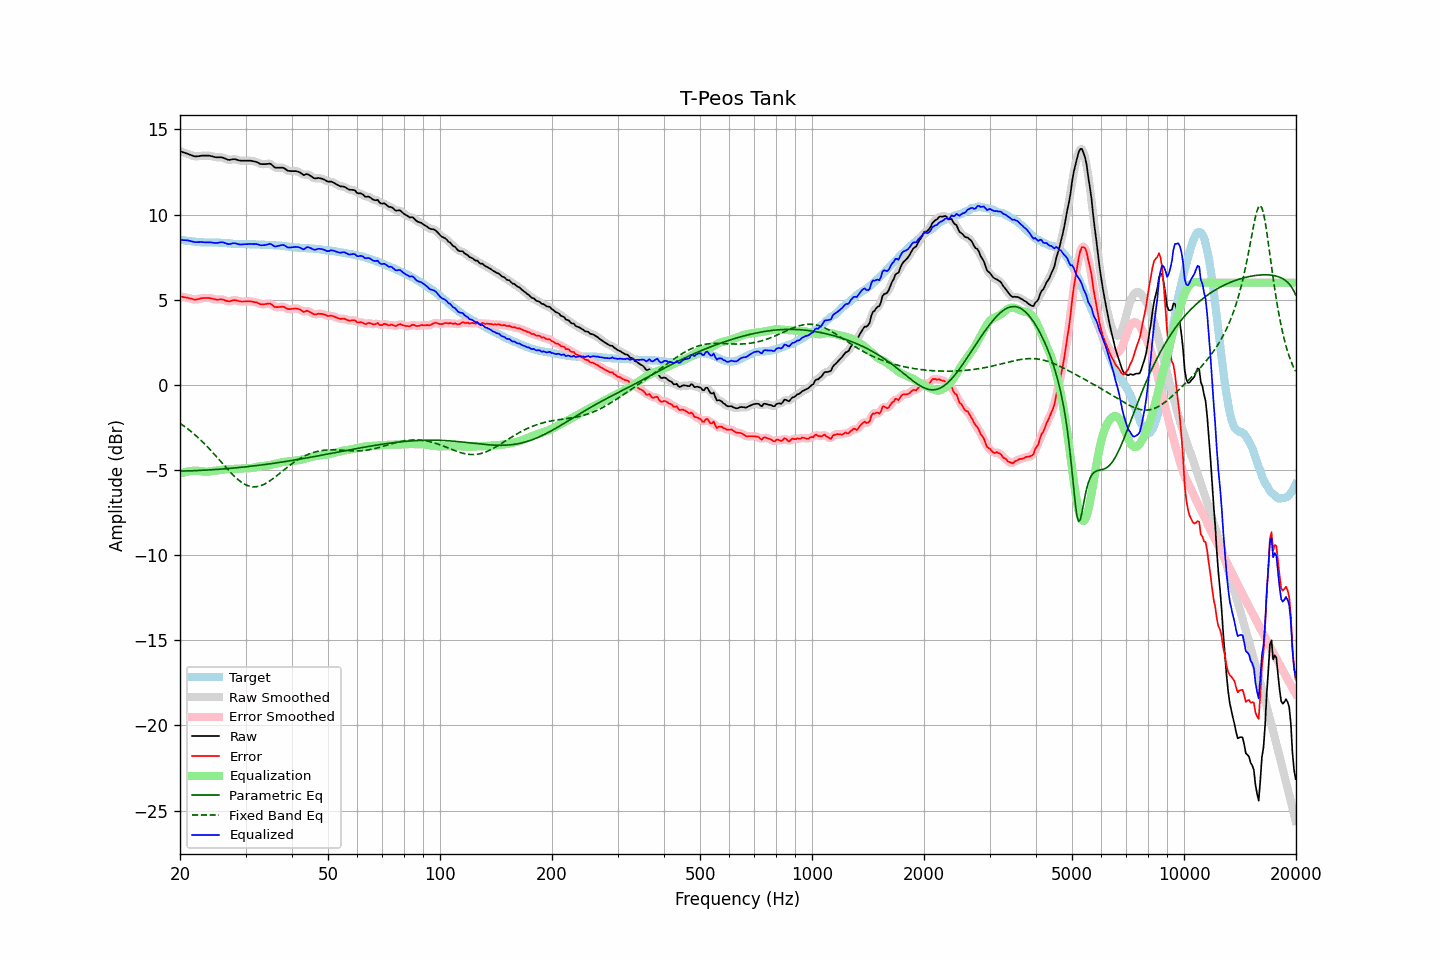 T-Peos Tank
Amplitude (dBr)
15
10
5
0
−5
−10
−15
−20
−25
Target
Raw Smoothed
Error Smoothed
Raw
Error
Equalization
Parametric Eq
Fixed Band Eq
Equalized
20 50 100 200 500 1000 2000 5000 10000 20000
Frequency (Hz)